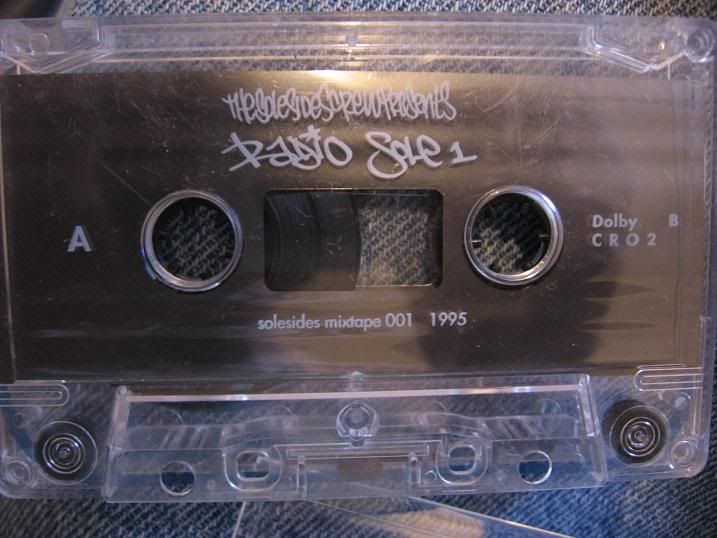 THE SOLESIDES CREW PRESENTS
RADIO SOLE 1
A
Dolby B
CRO2
solesides mixtape 001 1995